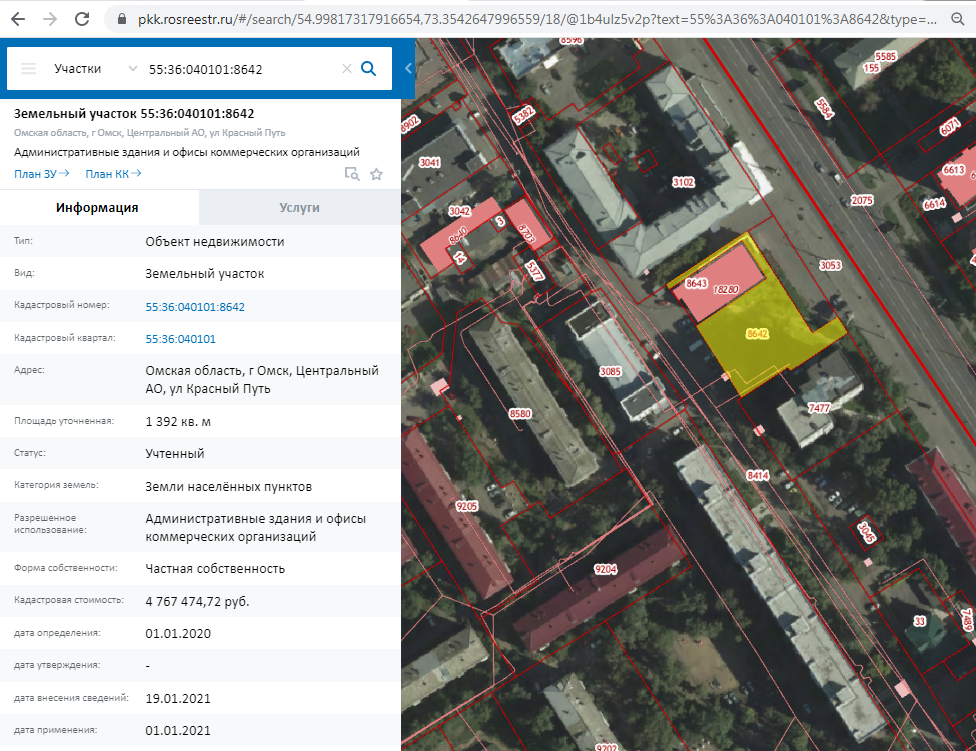 pkk.rosreestr.ru/#/search/54.99817317916654,73.3542647996559/18/@1b4ulz5v2p?text=55%3A36%3A040101%3A8642&type=...
Участки
55:36:040101:8642
Земельный участок 55:36:040101:8642
Омская область, г Омск, Центральный АО, ул Красный Путь
Административные здания и офисы коммерческих организаций
План ЗУ→ План КК→
Информация Услуги
Тип: Объект недвижимости
Вид: Земельный участок
Кадастровый номер: 55:36:040101:8642
Кадастровый квартал: 55:36:040101
Адрес: Омская область, г Омск, Центральный
АО, ул Красный Путь
Площадь уточненная: 1 392 кв. м
Статус: Учтенный
Категория земель: Земли населённых пунктов
Разрешенное
использование:
Административные здания и офисы
коммерческих организаций
Форма собственности: Частная собственность
Кадастровая стоимость: 4 767 474,72 руб.
дата определения: 01.01.2020
дата утверждения: -
дата внесения сведений: 19.01.2021
дата применения: 01.01.2021
8596
5585
155
5584
5382
8902
6071
3041
6613
3102
2075
6614
3042
3
8640
8703
14
5377
3053
8643
18280
8642
3085
7477
8580
8414
9205
3045
9204
33
7489
9202